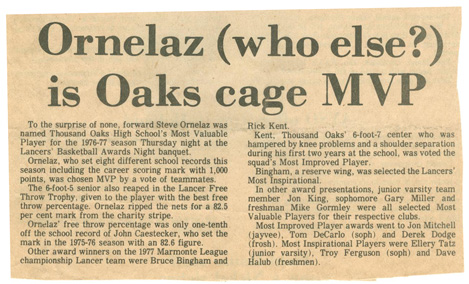 Ornelaz (who else?)
is Oaks cage MVP
To the surprise of none, forward Steve Ornelaz was
named Thousand Oaks High School's Most Valuable
Player for the 1976-77 season Thursday night at the
Lancers' Basketball Awards Night banquet.
Ornelaz, who set eight different school records this
season including the career scoring mark with 1,000
points, was chosen MVP by a vote of teammates.
The 6-foot-5 senior also reaped in the Lancer Free
Throw Trophy, given to the player with the best free
throw percentage. Ornelaz ripped the nets for a 82.5
per cent mark from the charity stripe.
Ornelaz' free throw percentage was only one-tenth
off the school record of John Caestecker, who set the
mark in the 1975-76 season with an 82.6 figure.
Other award winners on the 1977 Marmonte League
championship Lancer team were Bruce Bingham and
Rick Kent.
Kent, Thousand Oaks' 6-foot-7 center who was
hampered by knee problems and a shoulder separation
during his first two years at the school, was voted the
squad's Most Improved Player.
Bingham, a reserve wing, was selected the Lancers'
Most Inspirational.
In other award presentations, junior varsity team
member Jon King, sophomore Gary Miller and
freshman Mike Gormley were all selected Most
Valuable Players for their respective clubs.
Most Improved Player awards went to Jon Mitchell
(jayvee), Tom DeCarlo (soph) and Derek Dodge
(frosh). Most Inspirational Players were Ellery Tatz
(junior varsity), Troy Ferguson (soph) and Dave
Halub (freshmen).